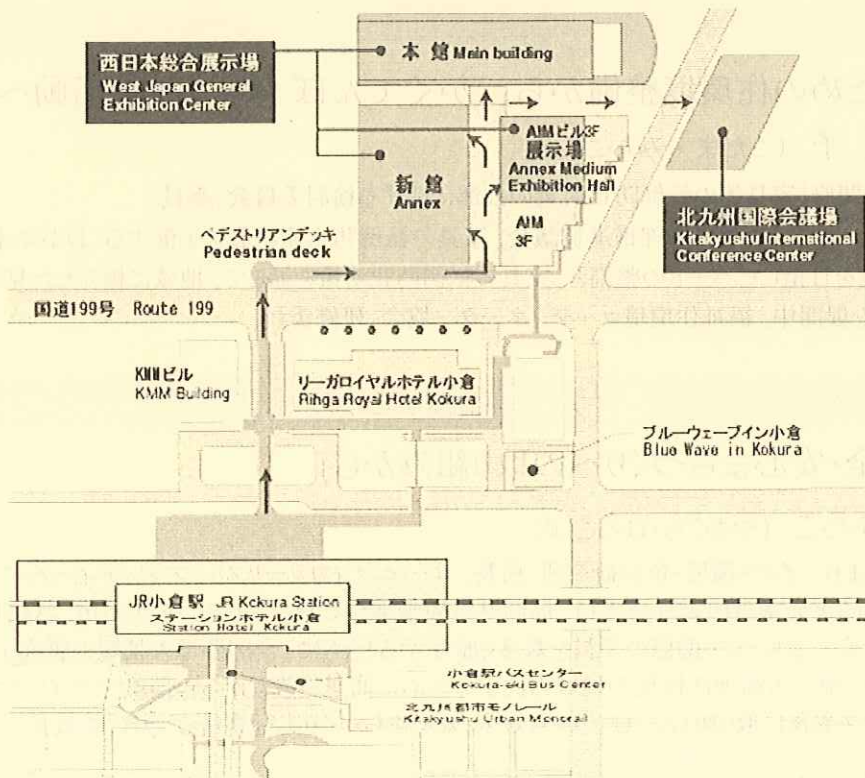 本 館 Main building
西日本総合展示場
West Japan General
Exhibition Center
AIMビル3F
展示場
Annex Medium
Exhibition Hall
新 館
Annex
AIM
3F
北九州国際会議場
Kitakyushu International
Conference Center
ペデストリアンデッキ
Pedestrian deck
国道199号 Route 199
KMMビル
KMM Building
リーガロイヤルホテル小倉
Rihga Royal Hotel Kokura
ブルーウェーブイン小倉
Blue Wave in Kokura
JR小倉駅 JR Kokura Station
ステーションホテル小倉
Station Hotel Kokura
小倉駅バスセンター
Kokura-eki Bus Center
北九州都市モノレール
Kitakyushu Urban Monorail